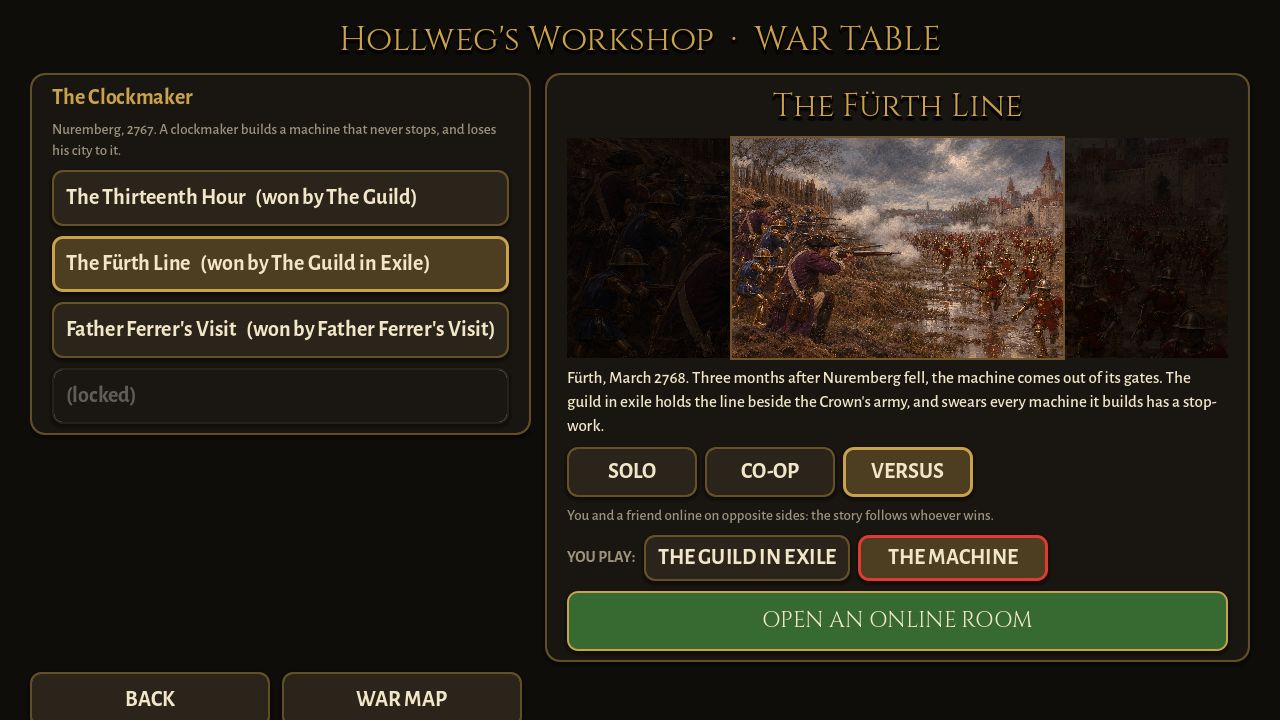 Hollweg's Workshop · WAR TABLE
The Clockmaker
Nuremberg, 2767. A clockmaker builds a machine that never stops, and loses
his city to it.
The Thirteenth Hour (won by The Guild)
The Fürth Line (won by The Guild in Exile)
Father Ferrer's Visit (won by Father Ferrer's Visit)
(locked)
BACK
WAR MAP
The Fürth Line
Fürth, March 2768. Three months after Nuremberg fell, the machine comes out of its gates. The
guild in exile holds the line beside the Crown's army, and swears every machine it builds has a stop-
work.
SOLO
CO-OP
VERSUS
You and a friend online on opposite sides: the story follows whoever wins.
YOU PLAY:
THE GUILD IN EXILE
THE MACHINE
OPEN AN ONLINE ROOM